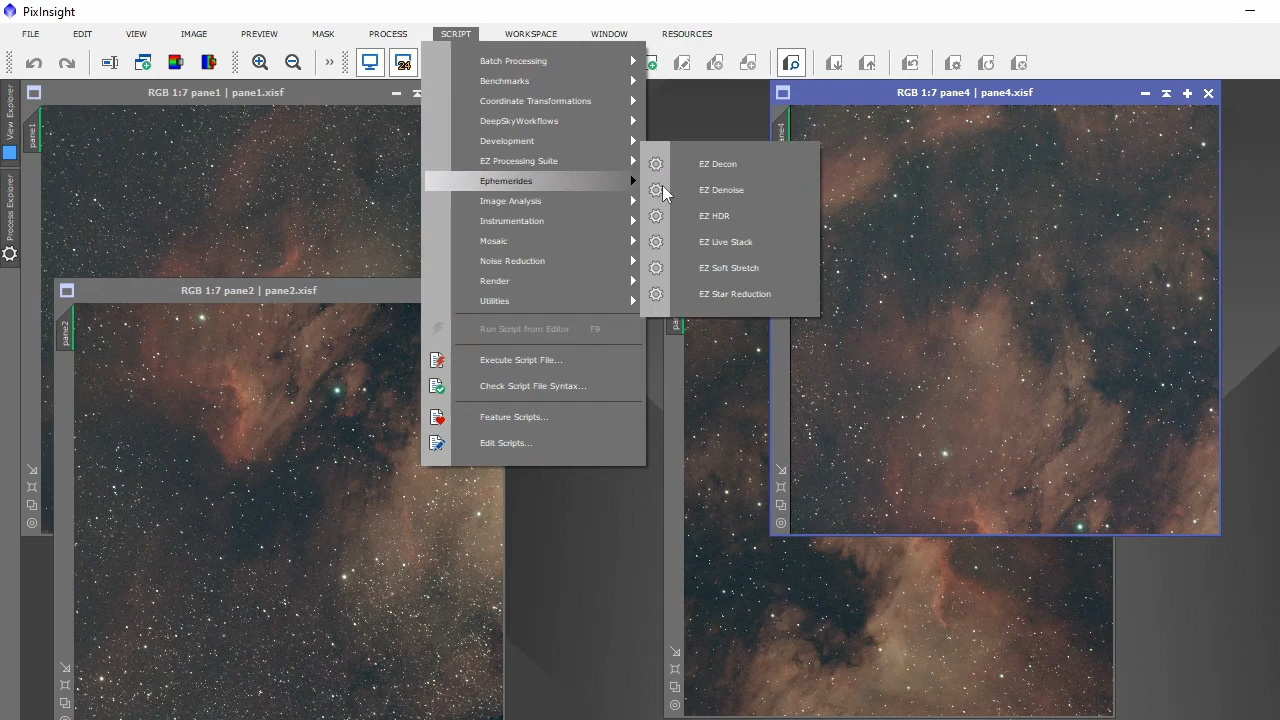 PixInsight
FILE EDIT VIEW IMAGE PREVIEW MASK PROCESS SCRIPT WORKSPACE WINDOW RESOURCES
24
View Explorer
Process Explorer
RGB 1:7 pane1 | pane1.xisf
pane1
RGB 1:7 pane2 | pane2.xisf
pane2
Batch Processing
Benchmarks
Coordinate Transformations
DeepSkyWorkflows
Development
EZ Processing Suite
Ephemerides
Image Analysis
Instrumentation
Mosaic
Noise Reduction
Render
Utilities
Run Script from Editor F9
Execute Script File...
Check Script File Syntax...
Feature Scripts...
Edit Scripts...
EZ Decon
EZ Denoise
EZ HDR
EZ Live Stack
EZ Soft Stretch
EZ Star Reduction
RGB 1:7 pane4 | pane4.xisf
pane4